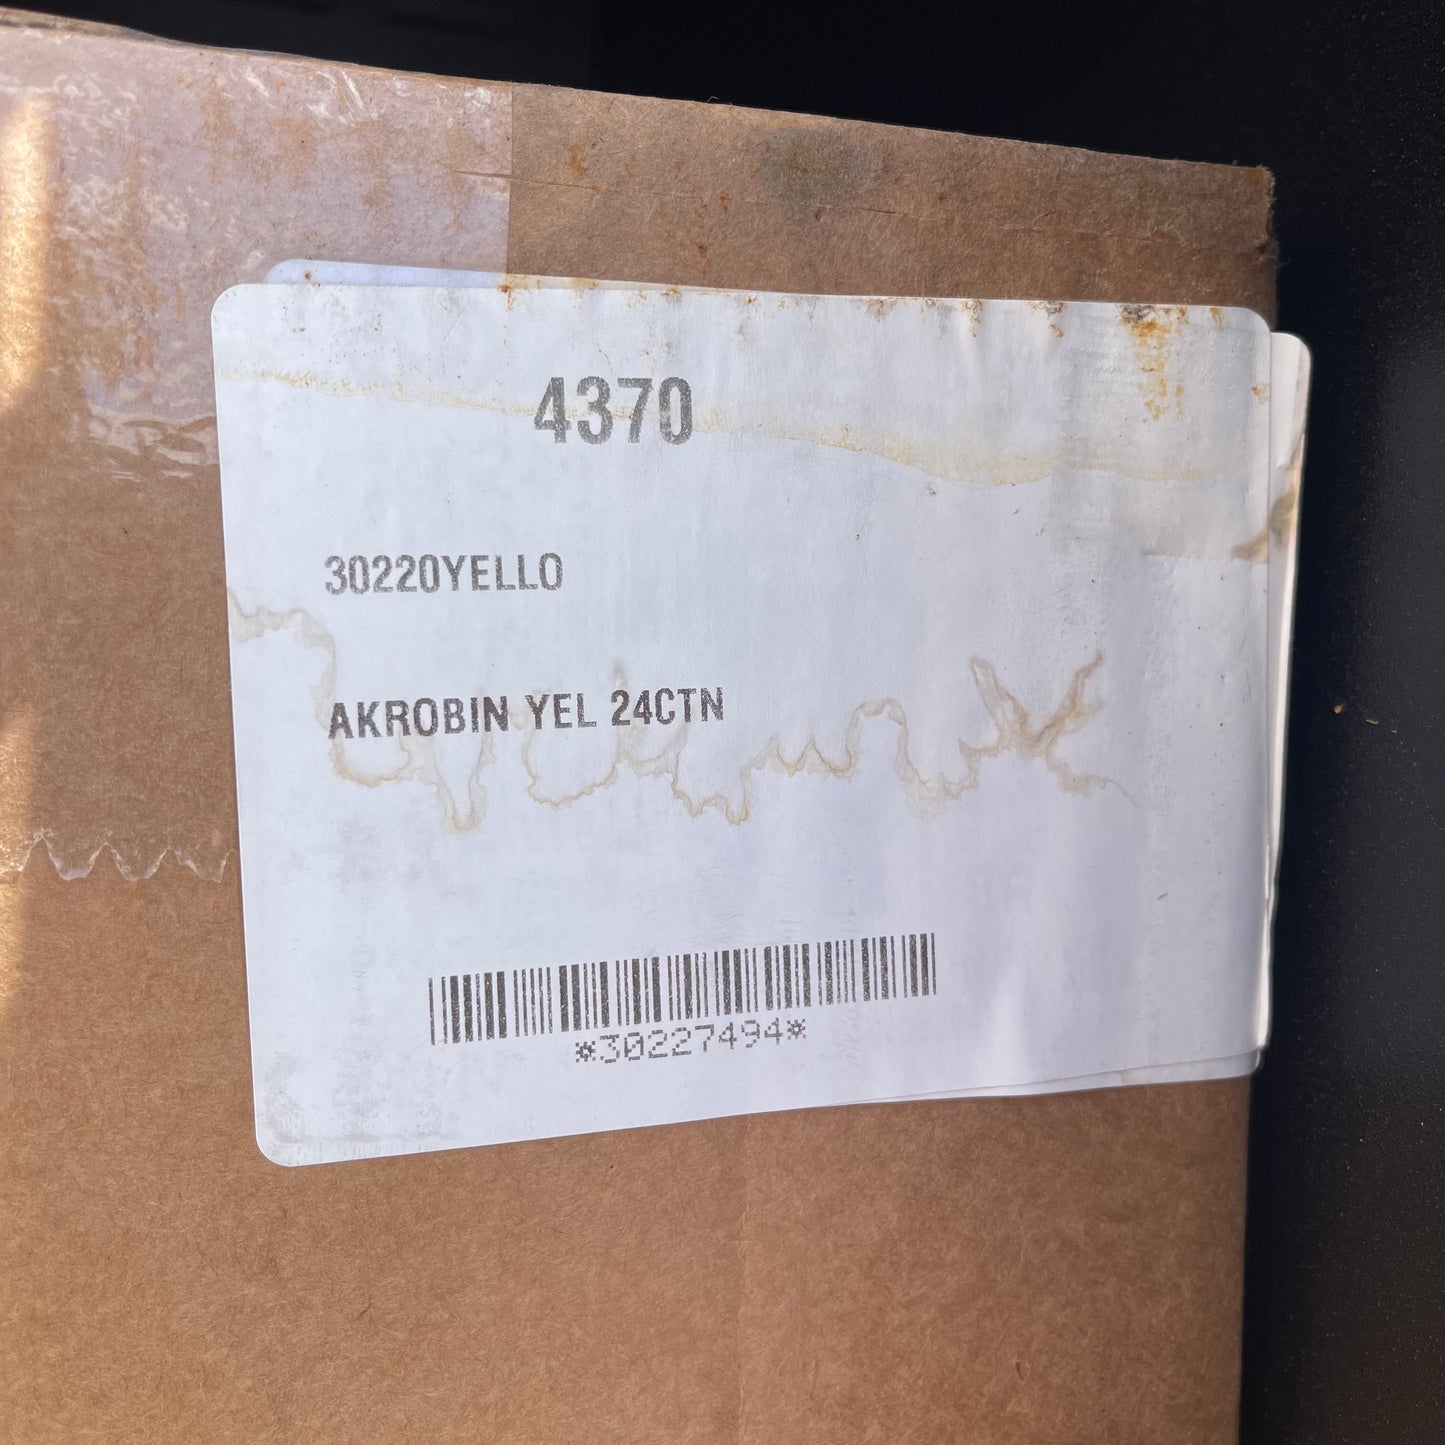 4370
30220YELLO
AKROBIN YEL 24CTN
*30227494*